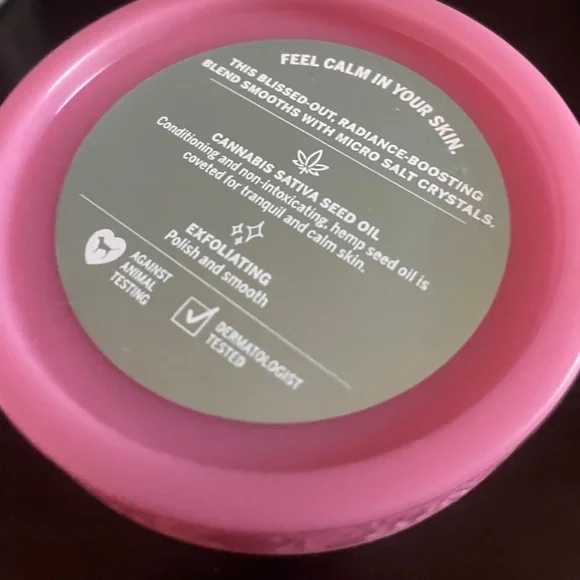 FEEL CALM IN YOUR SKIN.
THIS BLISSED-OUT, RADIANCE-BOOSTING
BLEND SMOOTHS WITH MICRO SALT CRYSTALS.
CANNABIS SATIVA SEED OIL
Conditioning and non-intoxicating, hemp seed oil is
coveted for tranquil and calm skin.
EXFOLIATING
Polish and smooth
AGAINST
ANIMAL
TESTING
DERMATOLOGIST
TESTED